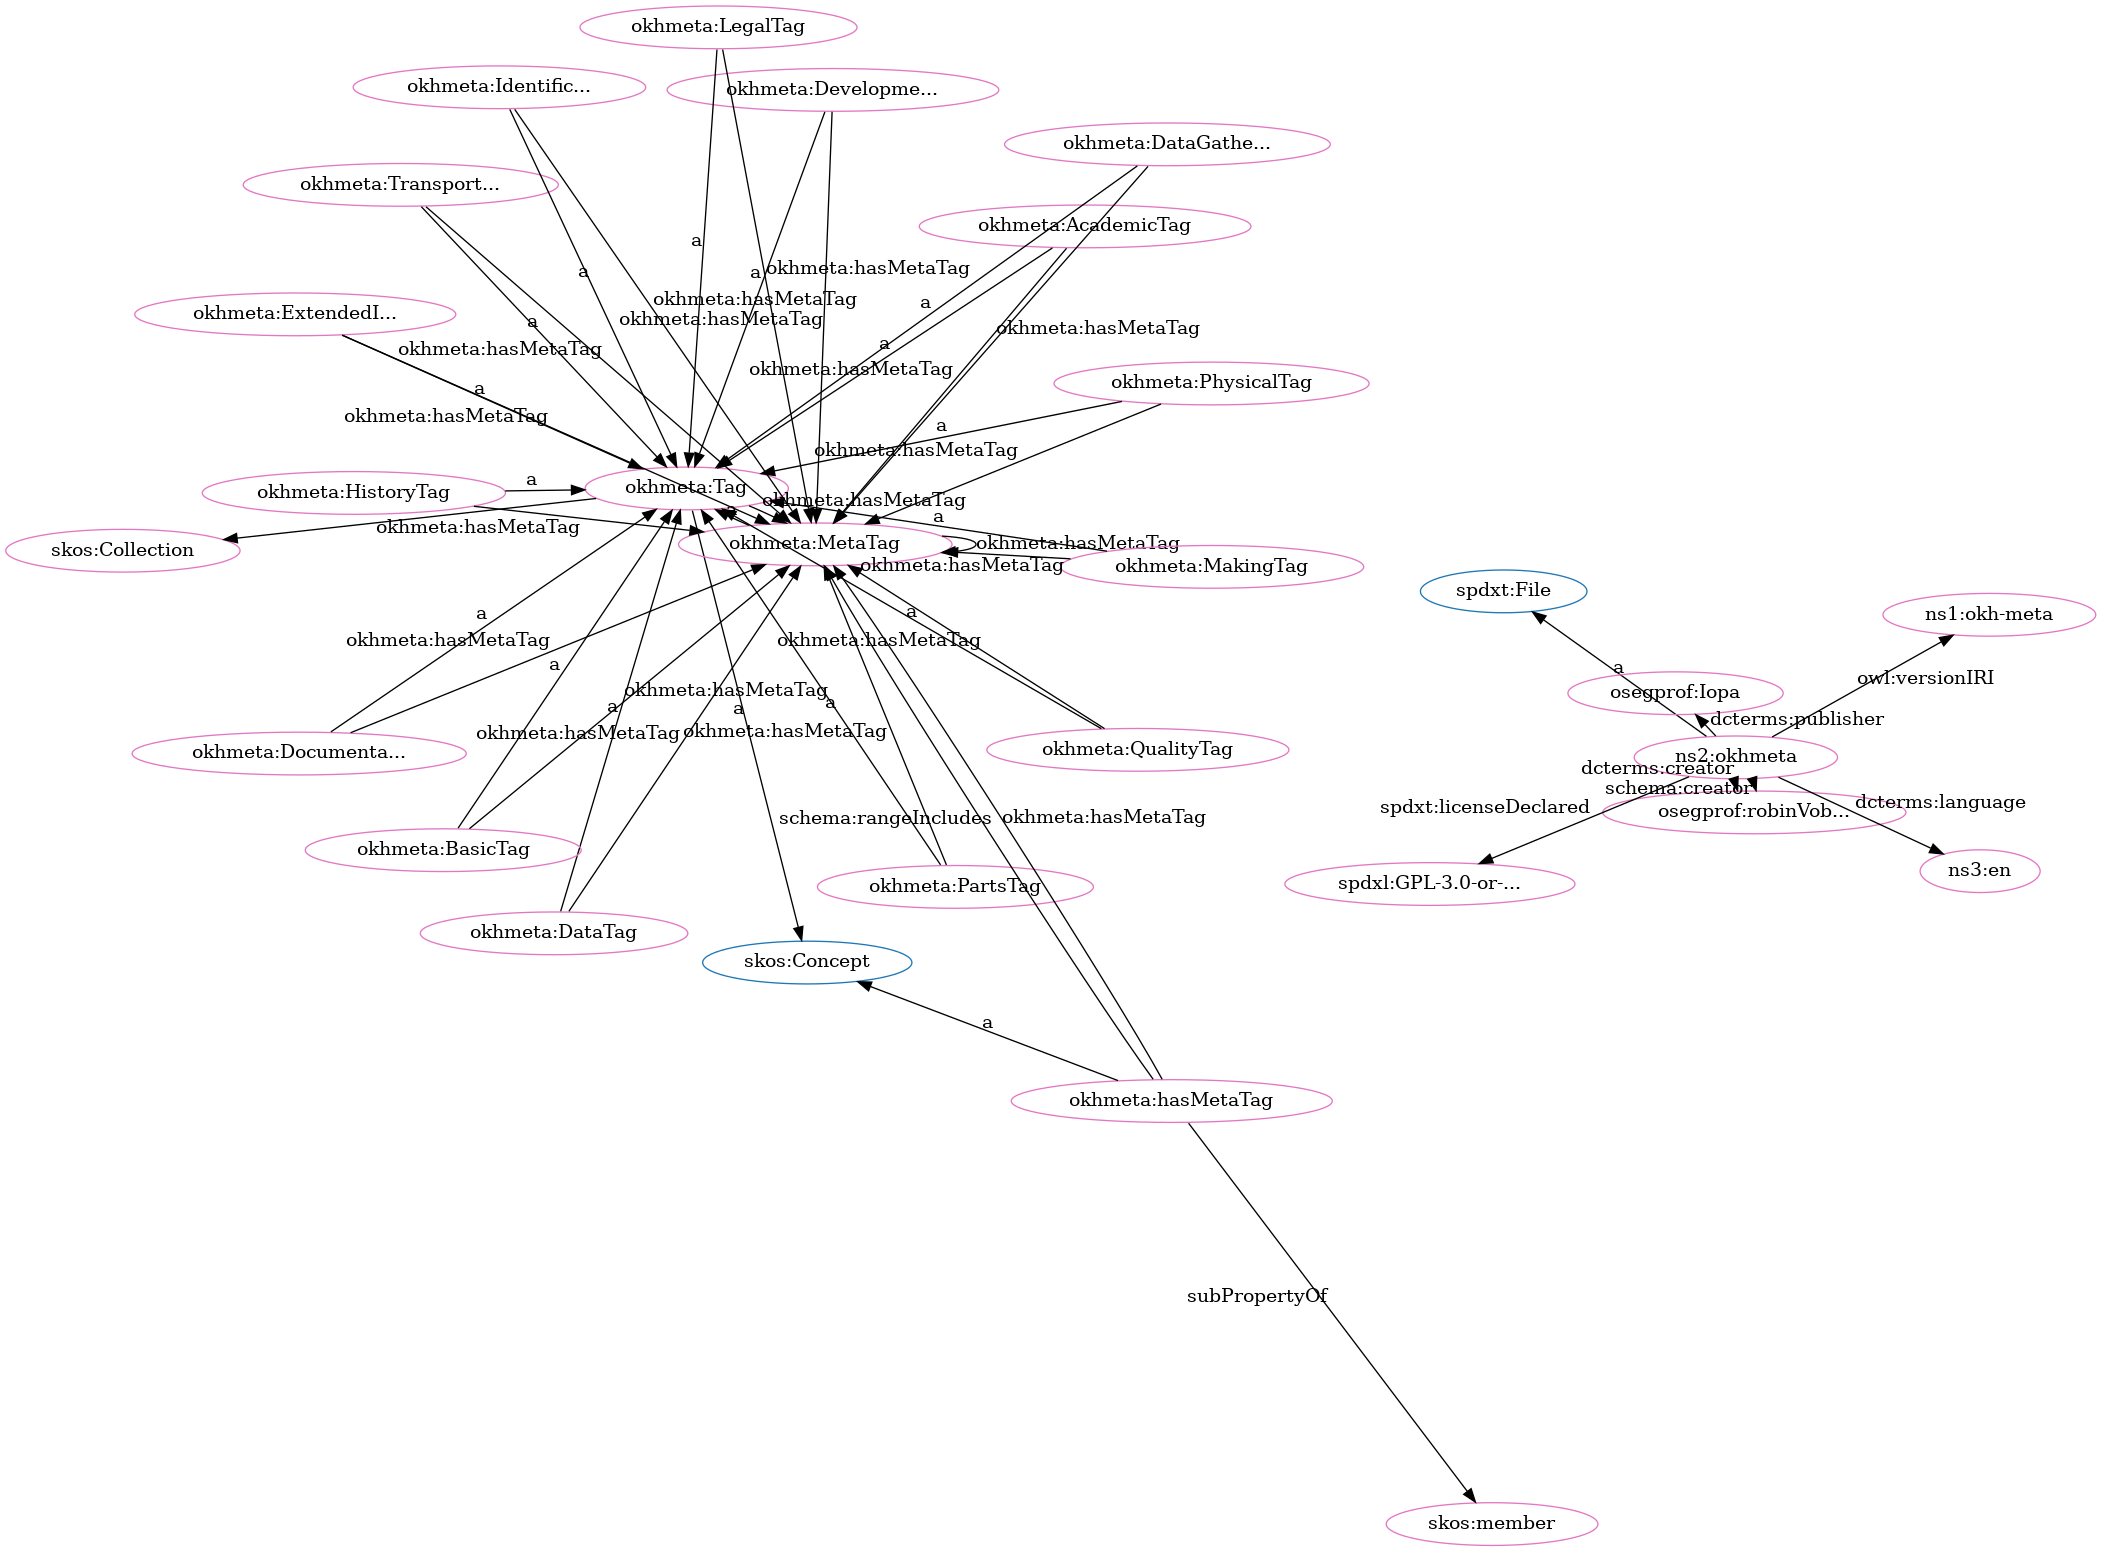 okhmeta:LegalTag
okhmeta:Identific...
okhmeta:Developme...
okhmeta:DataGathe...
okhmeta:Transport...
okhmeta:AcademicTag
a
okhmeta:hasMetaTag
a
a
okhmeta:hasMetaTag
a
okhmeta:ExtendedI...
okhmeta:hasMetaTag
a
okhmeta:hasMetaTag
a
okhmeta:hasMetaTag
okhmeta:hasMetaTag
okhmeta:PhysicalTag
a
okhmeta:hasMetaTag
a
okhmeta:hasMetaTag
a
okhmeta:Tag
okhmeta:HistoryTag
okhmeta:hasMetaTag
a
a
okhmeta:hasMetaTag
skos:Collection
okhmeta:MetaTag
okhmeta:hasMetaTag
okhmeta:hasMetaTag
okhmeta:MakingTag
spdxt:File
ns1:okh-meta
a
a
okhmeta:hasMetaTag
okhmeta:hasMetaTag
a
a
owl:versionIRI
osegprof:Iopa
okhmeta:hasMetaTag
a
a
a
dcterms:publisher
okhmeta:hasMetaTag
okhmeta:hasMetaTag
okhmeta:Documenta...
okhmeta:QualityTag
ns2:okhmeta
dcterms:creator
schema:creator
spdxt:licenseDeclared
dcterms:language
osegprof:robinVob...
schema:rangeIncludes
okhmeta:hasMetaTag
okhmeta:BasicTag
okhmeta:PartsTag
spdxl:GPL-3.0-or-...
ns3:en
okhmeta:DataTag
skos:Concept
a
okhmeta:hasMetaTag
subPropertyOf
skos:member